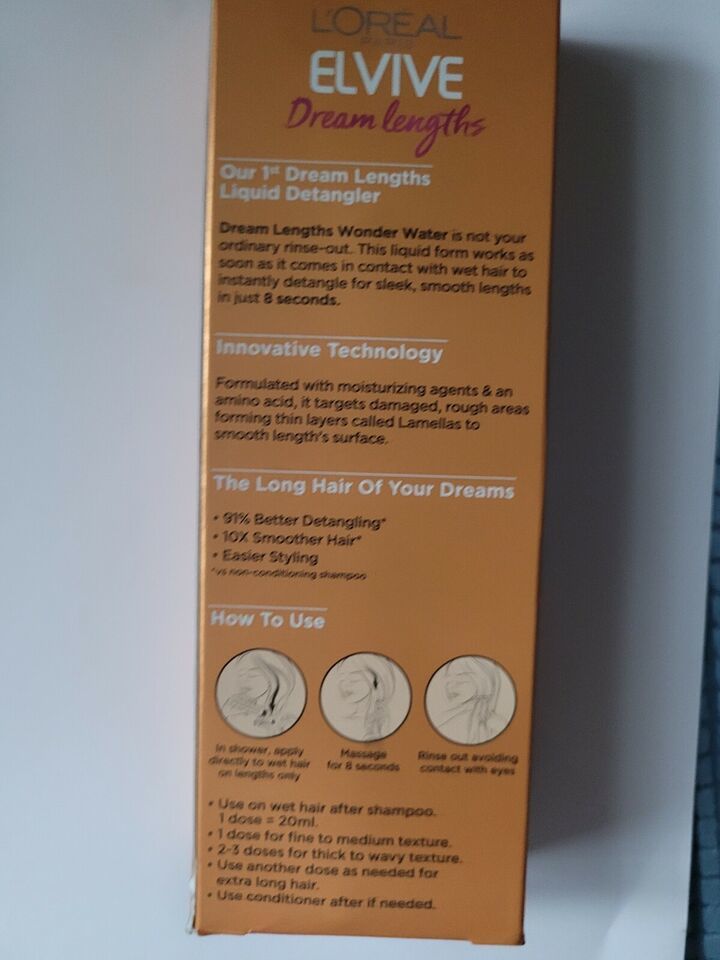 L'ORÉAL
PARIS
ELVIVE
Dream lengths
Our 1st Dream Lengths
Liquid Detangler
Dream Lengths Wonder Water is not your
ordinary rinse-out. This liquid form works as
soon as it comes in contact with wet hair to
instantly detangle for sleek, smooth lengths
in just 8 seconds.
Innovative Technology
Formulated with moisturizing agents & an
amino acid, it targets damaged, rough areas
forming thin layers called Lamellas to
smooth length's surface.
The Long Hair Of Your Dreams
• 91% Better Detangling*
• 10X Smoother Hair*
• Easier Styling
*vs non-conditioning shampoo
How To Use
In shower, apply
directly to wet hair
on lengths only
Massage
for 8 seconds
Rinse out avoiding
contact with eyes
• Use on wet hair after shampoo.
1 dose = 20ml.
• 1 dose for fine to medium texture.
• 2-3 doses for thick to wavy texture.
• Use another dose as needed for
extra long hair.
• Use conditioner after if needed.